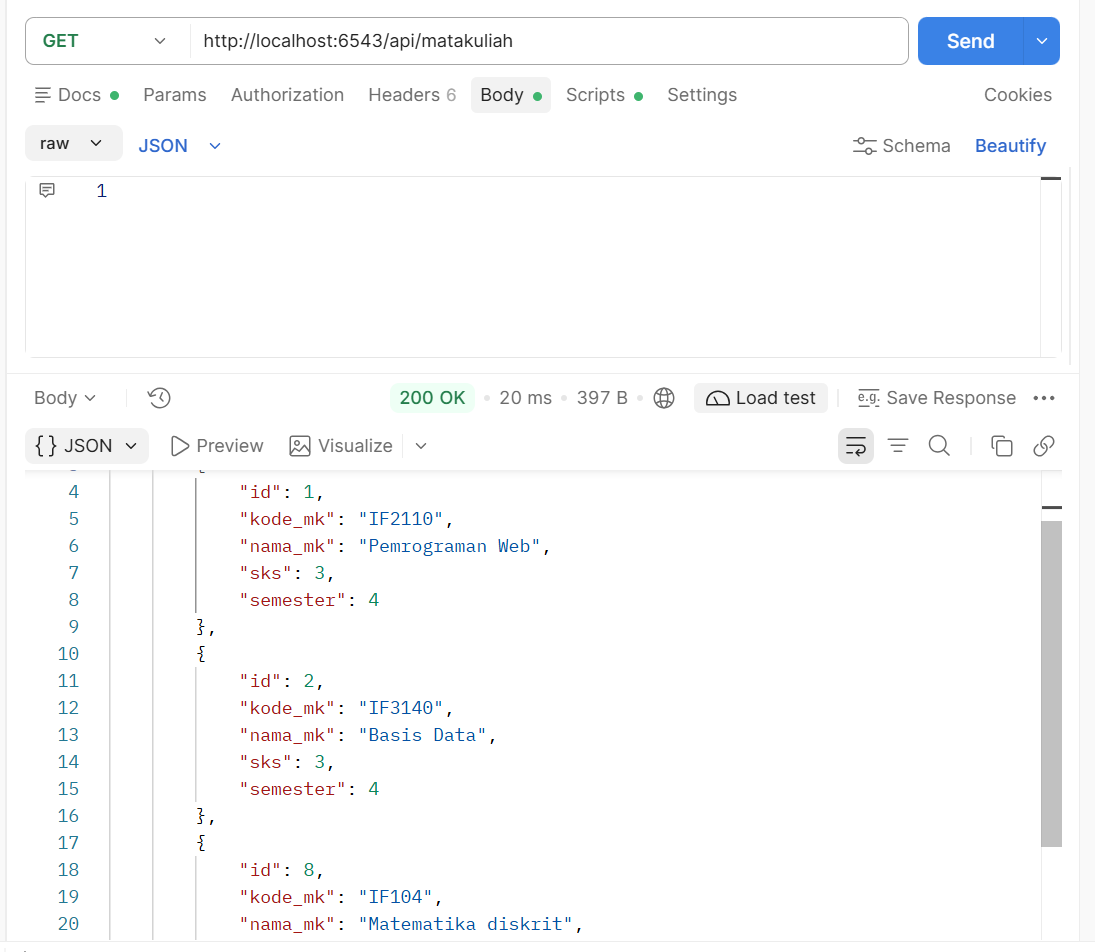 GET http://localhost:6543/api/matakuliah Send
Docs Params Authorization Headers 6 Body Scripts Settings Cookies
raw JSON Schema Beautify
1
Body 200 OK • 20 ms • 397 B Load test e.g. Save Response
{} JSON Preview Visualize
4 "id": 1,
5 "kode_mk": "IF2110",
6 "nama_mk": "Pemrograman Web",
7 "sks": 3,
8 "semester": 4
9 },
10 {
11 "id": 2,
12 "kode_mk": "IF3140",
13 "nama_mk": "Basis Data",
14 "sks": 3,
15 "semester": 4
16 },
17 {
18 "id": 8,
19 "kode_mk": "IF104",
20 "nama_mk": "Matematika diskrit",